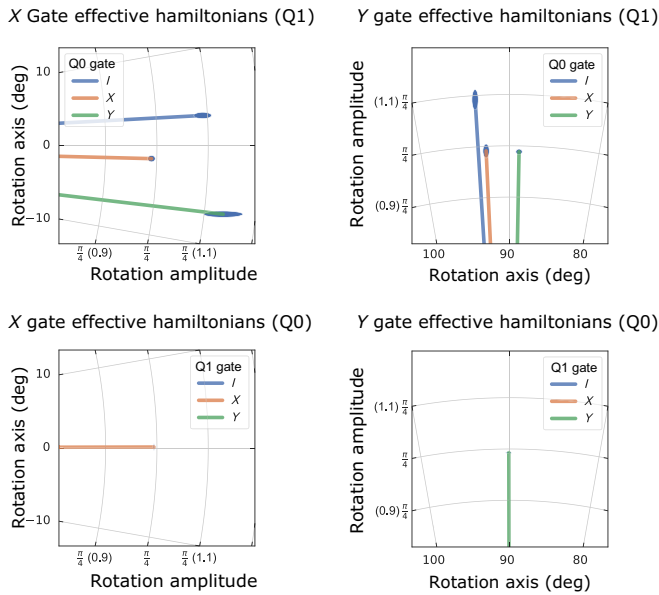 X Gate effective hamiltonians (Q1)
Rotation axis (deg)
10
0
−10
Q0 gate
I
X
Y
π/4 (0.9) π/4 π/4 (1.1)
Rotation amplitude
Y gate effective hamiltonians (Q1)
Rotation amplitude
(1.1) π/4
π/4
(0.9) π/4
Q0 gate
I
X
Y
100 90 80
Rotation axis (deg)
X gate effective hamiltonians (Q0)
Rotation axis (deg)
10
0
−10
Q1 gate
I
X
Y
π/4 (0.9) π/4 π/4 (1.1)
Rotation amplitude
Y gate effective hamiltonians (Q0)
Rotation amplitude
(1.1) π/4
π/4
(0.9) π/4
Q1 gate
I
X
Y
100 90 80
Rotation axis (deg)